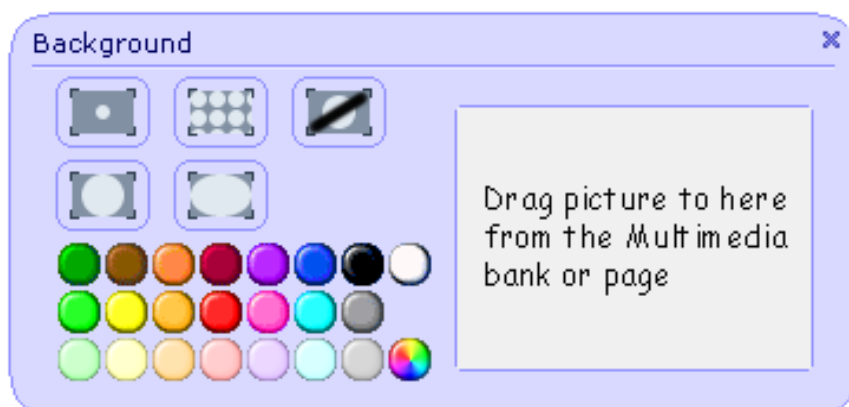 Background
Drag picture to here
from the Multimedia
bank or page